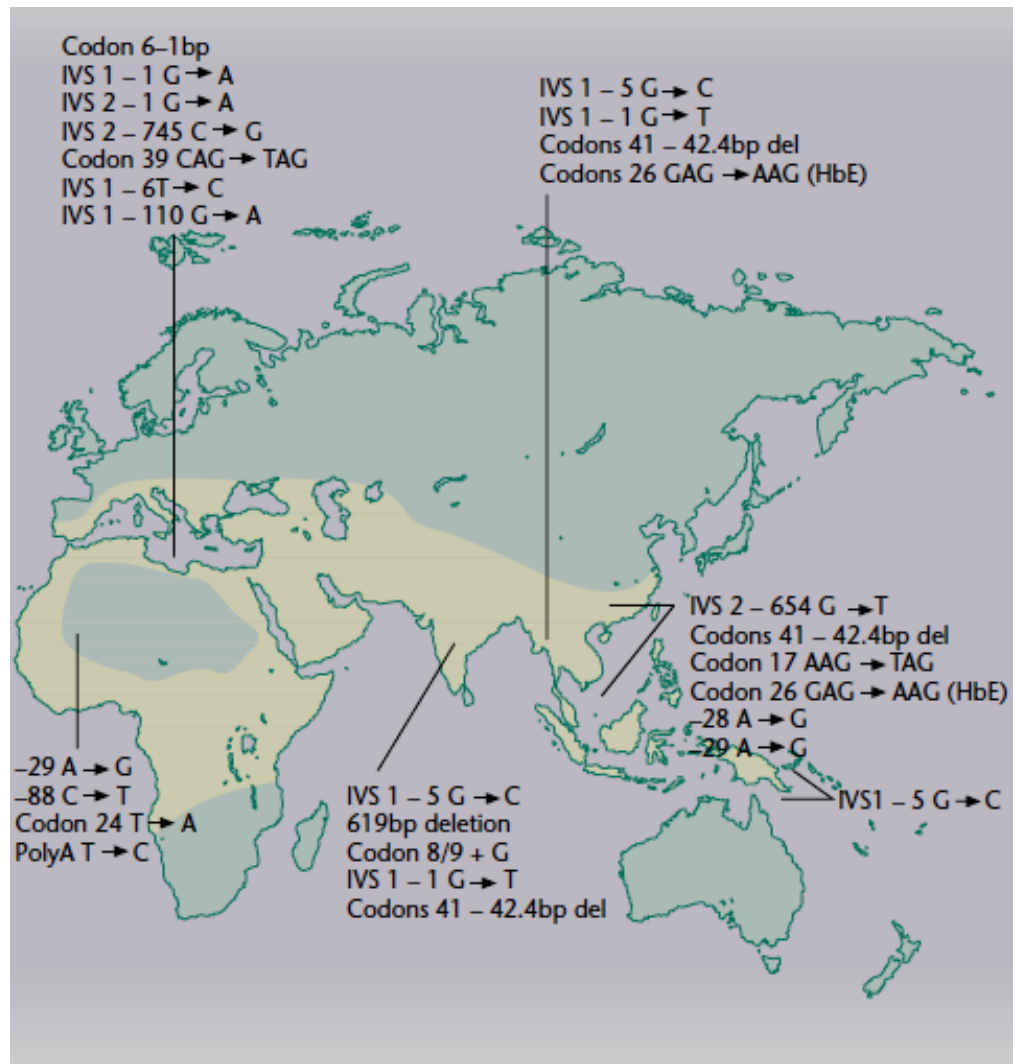 Codon 6–1bp
IVS 1 – 1 G→ A
IVS 2 – 1 G→ A
IVS 2 – 745 C → G
Codon 39 CAG→ TAG
IVS 1 – 6T → C
IVS 1 – 110 G→ A
IVS 1 – 5 G→ C
IVS 1 – 1 G→ T
Codons 41 – 42.4bp del
Codons 26 GAG →AAG (HbE)
IVS 2 – 654 G →T
Codons 41 – 42.4bp del
Codon 17 AAG → TAG
Codon 26 GAG → AAG (HbE)
–28 A → G
–29 A→ G
IVS1 – 5 G→ C
–29 A→ G
–88 C→ T
Codon 24 T→ A
PolyA T → C
IVS 1 – 5 G → C
619bp deletion
Codon 8/9 + G
IVS 1 – 1 G→ T
Codons 41 – 42.4bp del